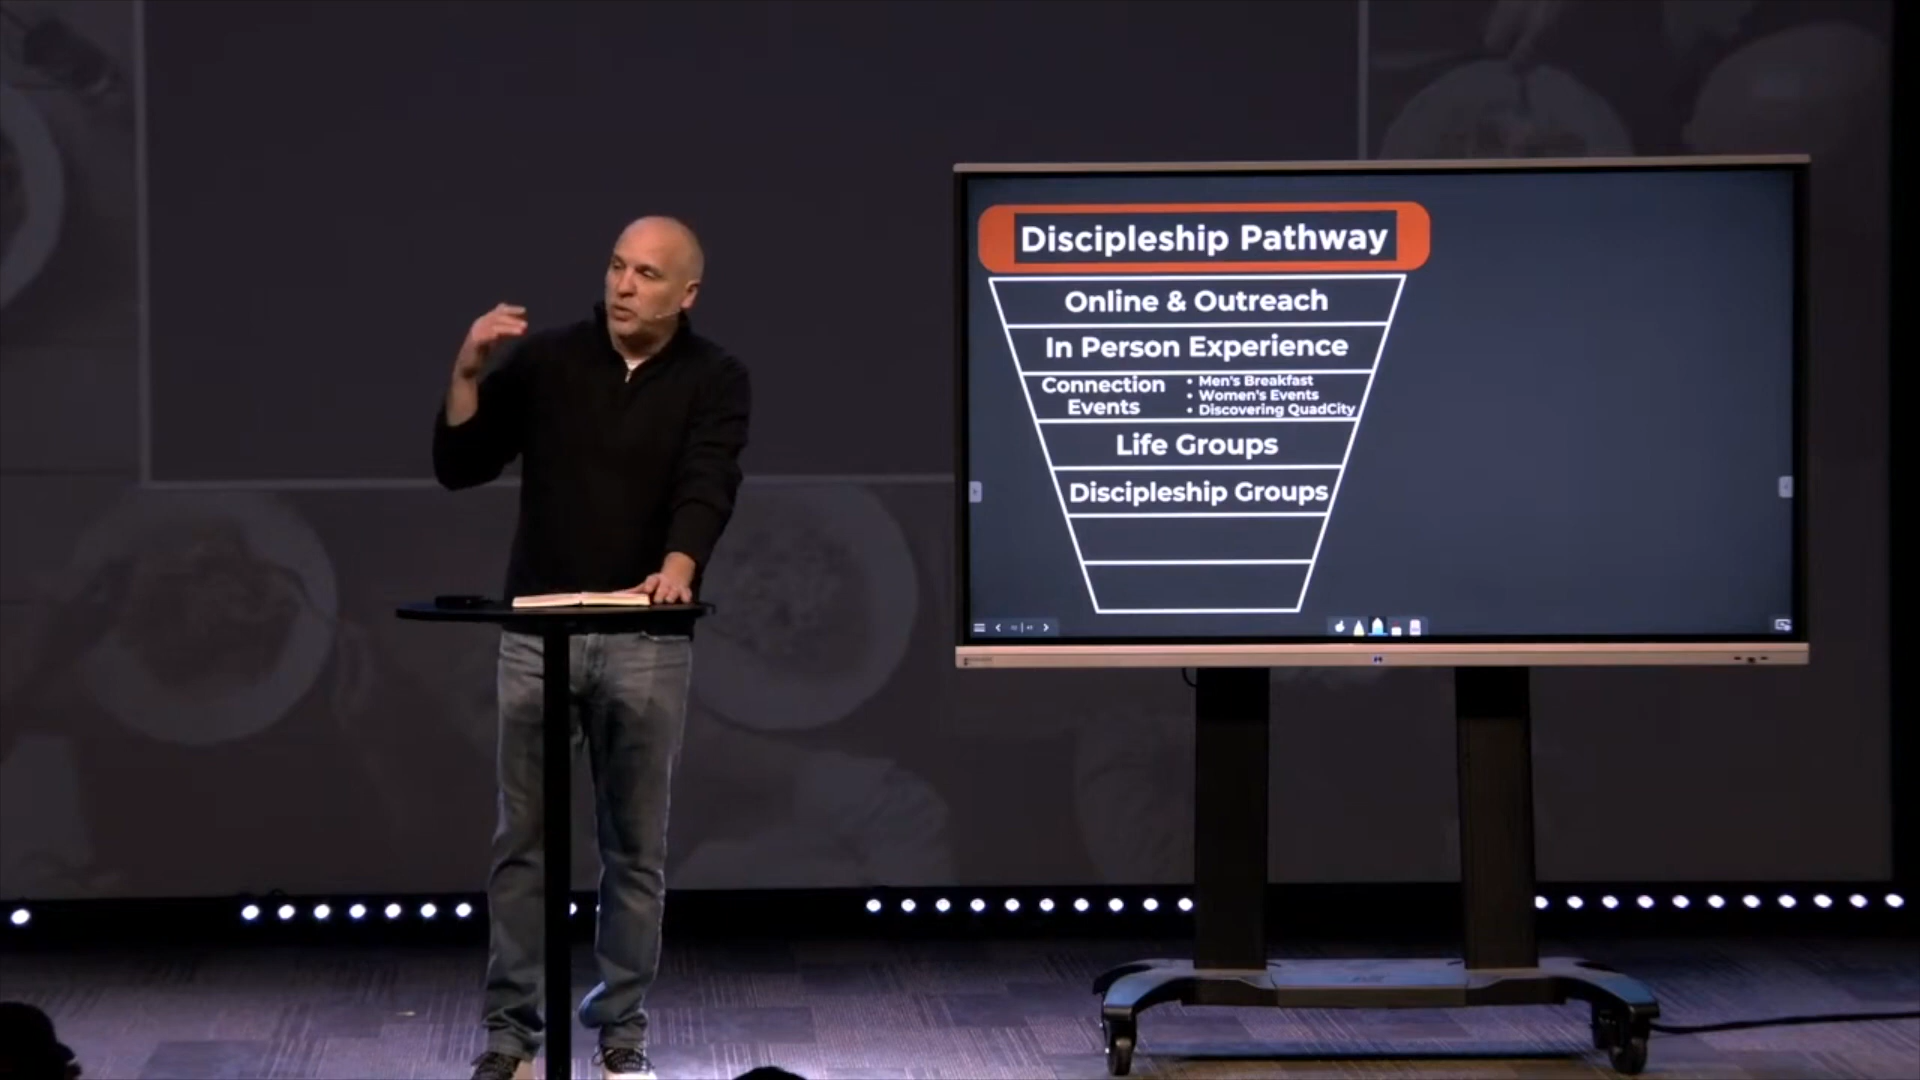 Discipleship Pathway
Online & Outreach
In Person Experience
Connection
Events
• Men's Breakfast
• Women's Events
• Discovering QuadCity
Life Groups
Discipleship Groups